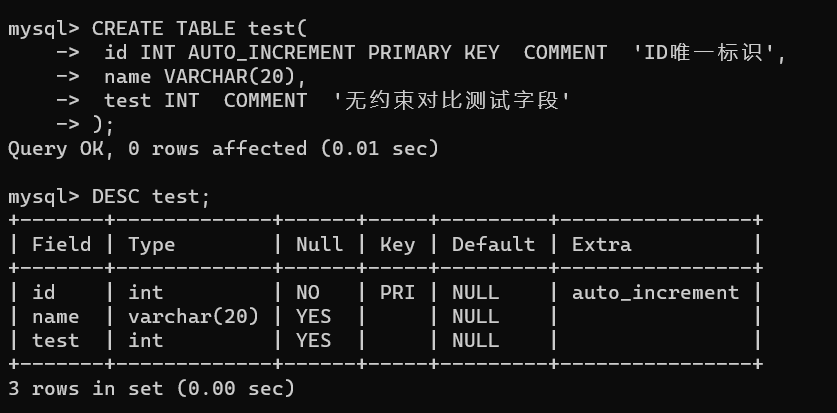 mysql> CREATE TABLE test(
    ->  id INT AUTO_INCREMENT PRIMARY KEY  COMMENT  'ID唯一标识',
    ->  name VARCHAR(20),
    ->  test INT  COMMENT  '无约束对比测试字段'
    -> );
Query OK, 0 rows affected (0.01 sec)
mysql> DESC test;
+-------+-------------+------+-----+---------+----------------+
| Field | Type        | Null | Key | Default | Extra          |
+-------+-------------+------+-----+---------+----------------+
| id    | int         | NO   | PRI | NULL    | auto_increment |
| name  | varchar(20) | YES  |     | NULL    |                |
| test  | int         | YES  |     | NULL    |                |
+-------+-------------+------+-----+---------+----------------+
3 rows in set (0.00 sec)